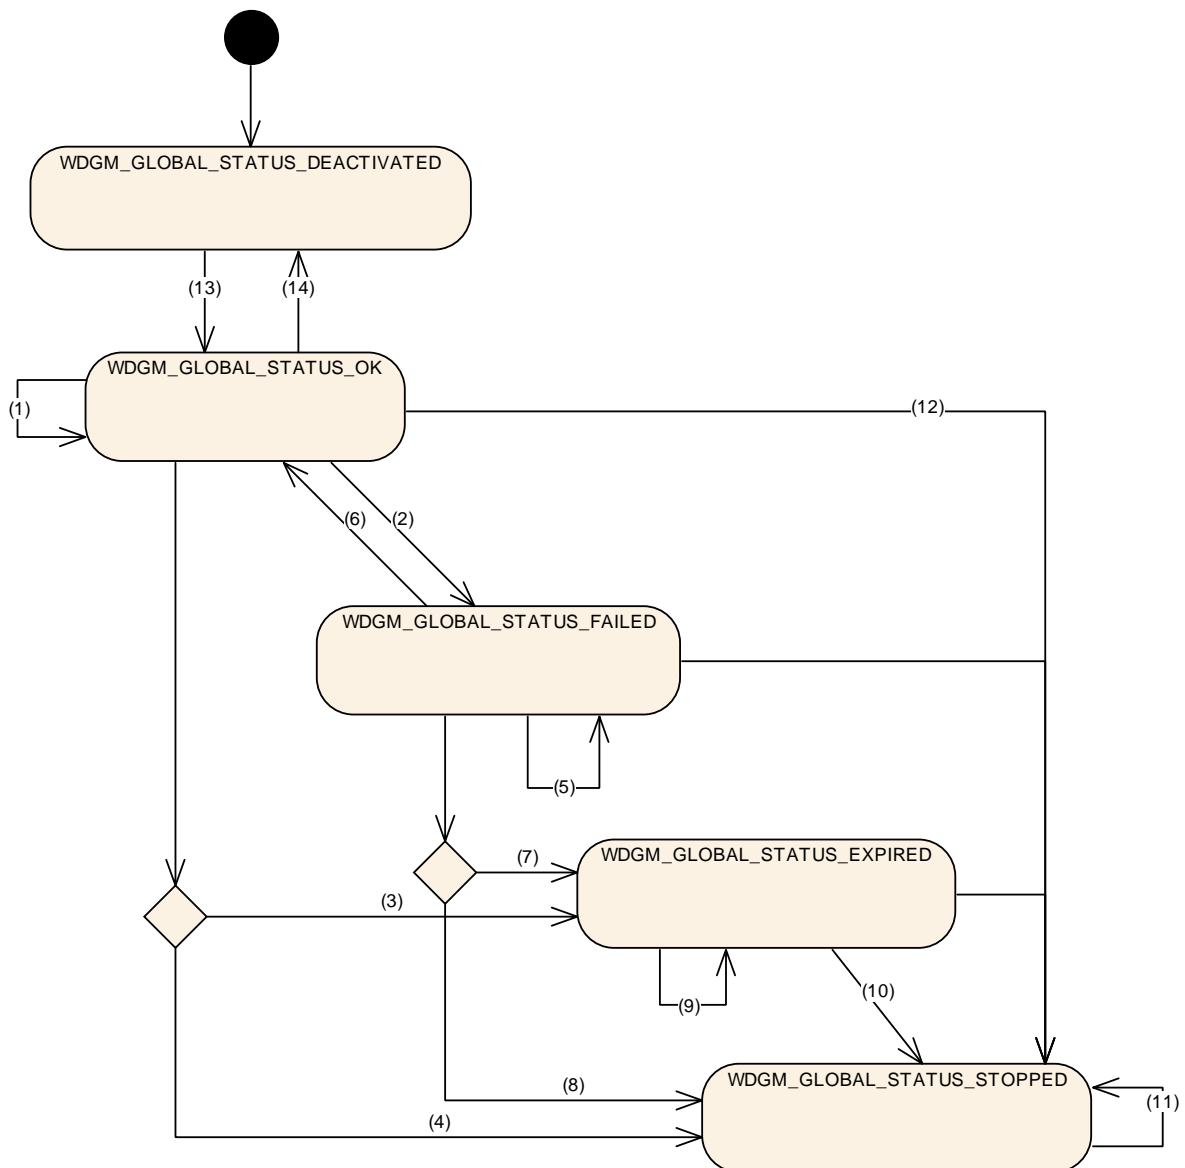 WDGM_GLOBAL_STATUS_DEACTIVATED
(13)
(14)
WDGM_GLOBAL_STATUS_OK
(1)
(12)
(6)
(2)
WDGM_GLOBAL_STATUS_FAILED
(5)
WDGM_GLOBAL_STATUS_EXPIRED
(7)
(3)
(9)
(10)
WDGM_GLOBAL_STATUS_STOPPED
(8)
(11)
(4)